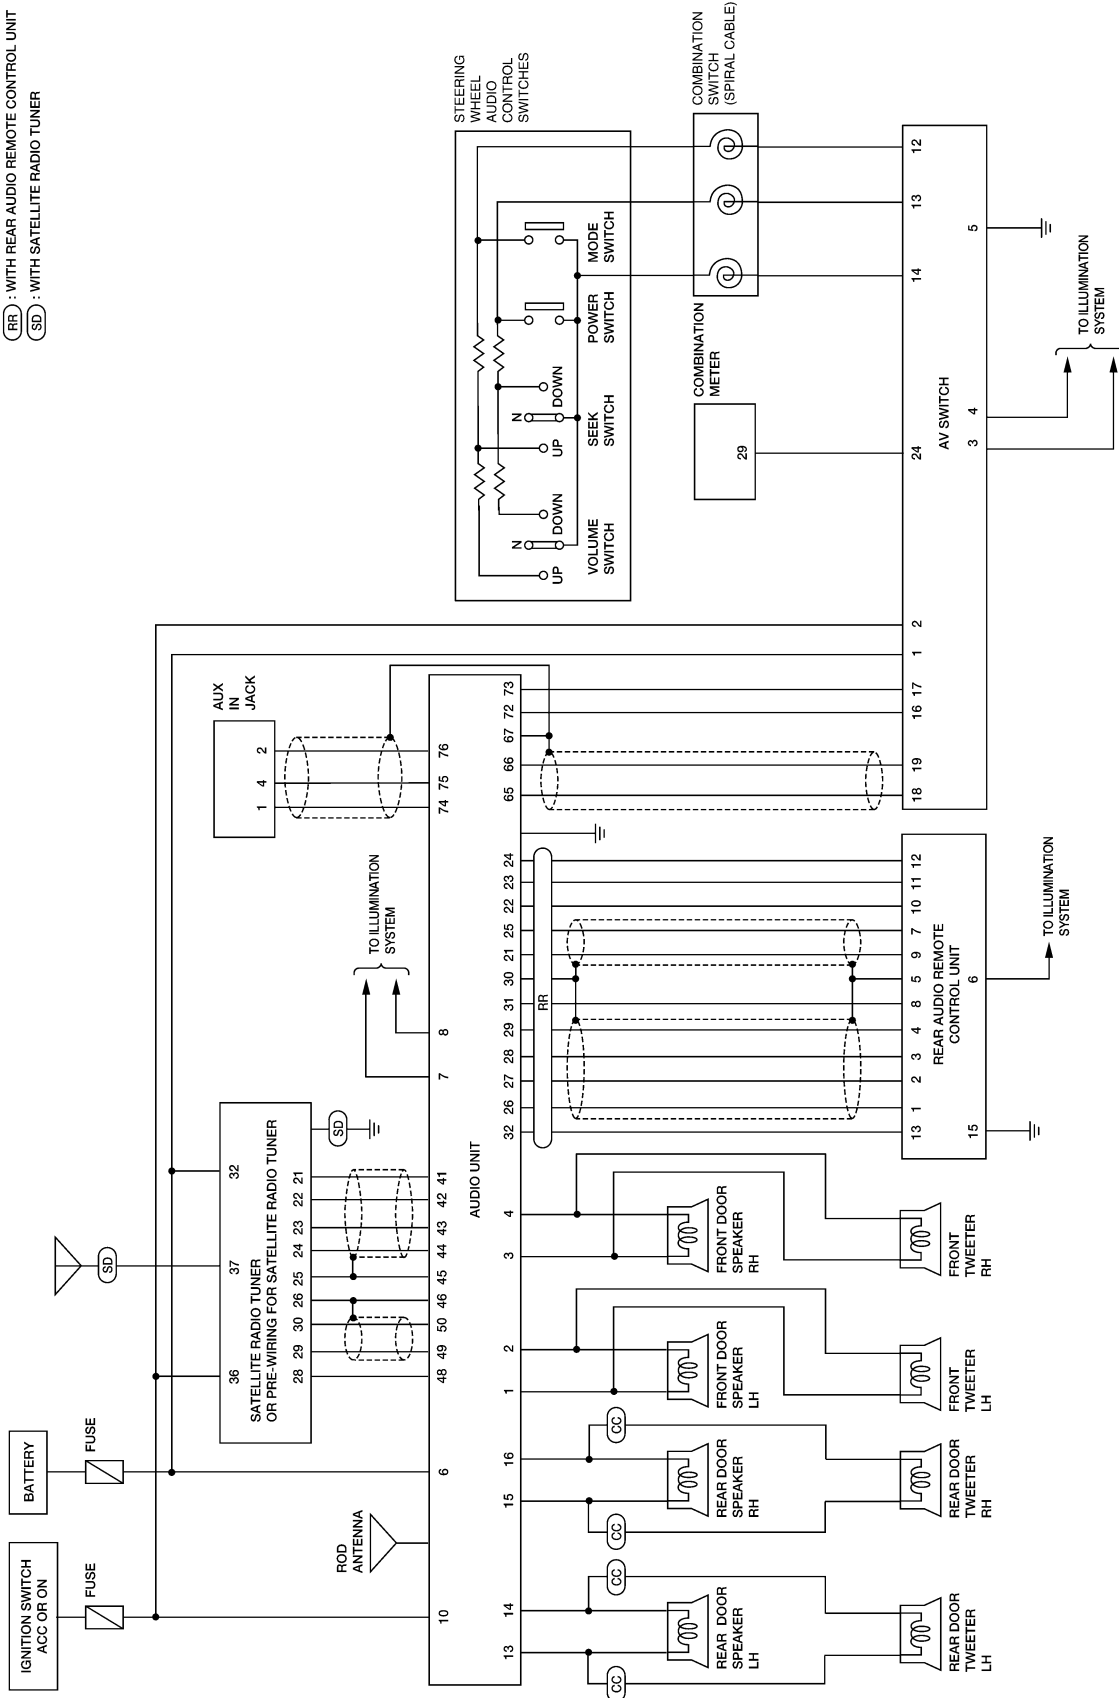 RR : WITH REAR AUDIO REMOTE CONTROL UNIT
SD : WITH SATELLITE RADIO TUNER
IGNITION SWITCH
ACC OR ON
FUSE
BATTERY
FUSE
SD
ROD
ANTENNA
10
6
36
37
32
SATELLITE RADIO TUNER
OR PRE-WIRING FOR SATELLITE RADIO TUNER
28
29
30
26
25
24
23
22
21
SD
48
49
50
46
45
44
43
42
41
7
8
TO ILLUMINATION
SYSTEM
AUX
IN
JACK
1
4
2
74
75
76
AUDIO UNIT
13
14
15
16
1
2
3
4
32
26
27
28
29
31
30
21
25
22
23
24
65
66
67
72
73
CC
CC
CC
CC
RR
REAR DOOR
SPEAKER
LH
REAR DOOR
SPEAKER
RH
FRONT DOOR
SPEAKER
LH
FRONT DOOR
SPEAKER
RH
REAR DOOR
TWEETER
LH
REAR DOOR
TWEETER
RH
FRONT
TWEETER
LH
FRONT
TWEETER
RH
13
1
2
3
4
8
5
9
7
10
11
12
REAR AUDIO REMOTE
CONTROL UNIT
15
6
TO ILLUMINATION
SYSTEM
STEERING
WHEEL
AUDIO
CONTROL
SWITCHES
UP
N
DOWN
VOLUME
SWITCH
UP
N
DOWN
SEEK
SWITCH
POWER
SWITCH
MODE
SWITCH
COMBINATION
METER
29
COMBINATION
SWITCH
(SPIRAL CABLE)
18
19
16
17
1
2
24
14
13
12
AV SWITCH
3
4
5
TO ILLUMINATION
SYSTEM